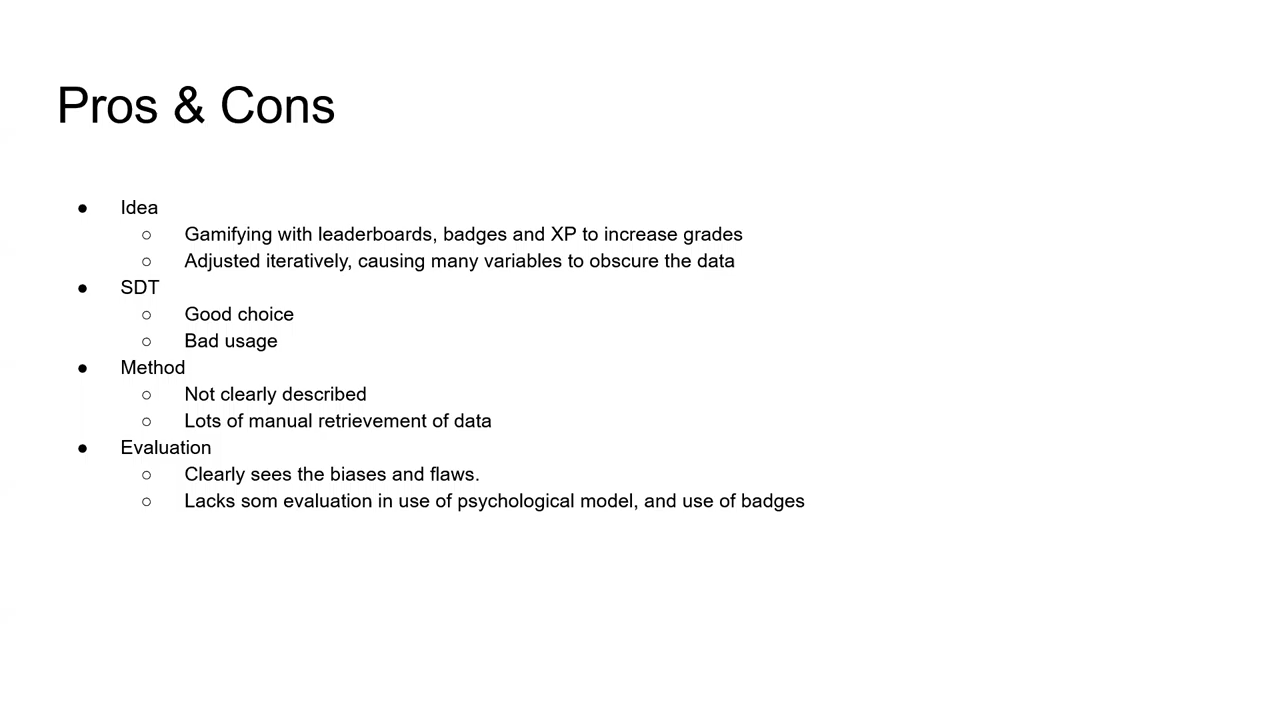 Pros & Cons
● Idea
○ Gamifying with leaderboards, badges and XP to increase grades
○ Adjusted iteratively, causing many variables to obscure the data
● SDT
○ Good choice
○ Bad usage
● Method
○ Not clearly described
○ Lots of manual retrievement of data
● Evaluation
○ Clearly sees the biases and flaws.
○ Lacks som evaluation in use of psychological model, and use of badges